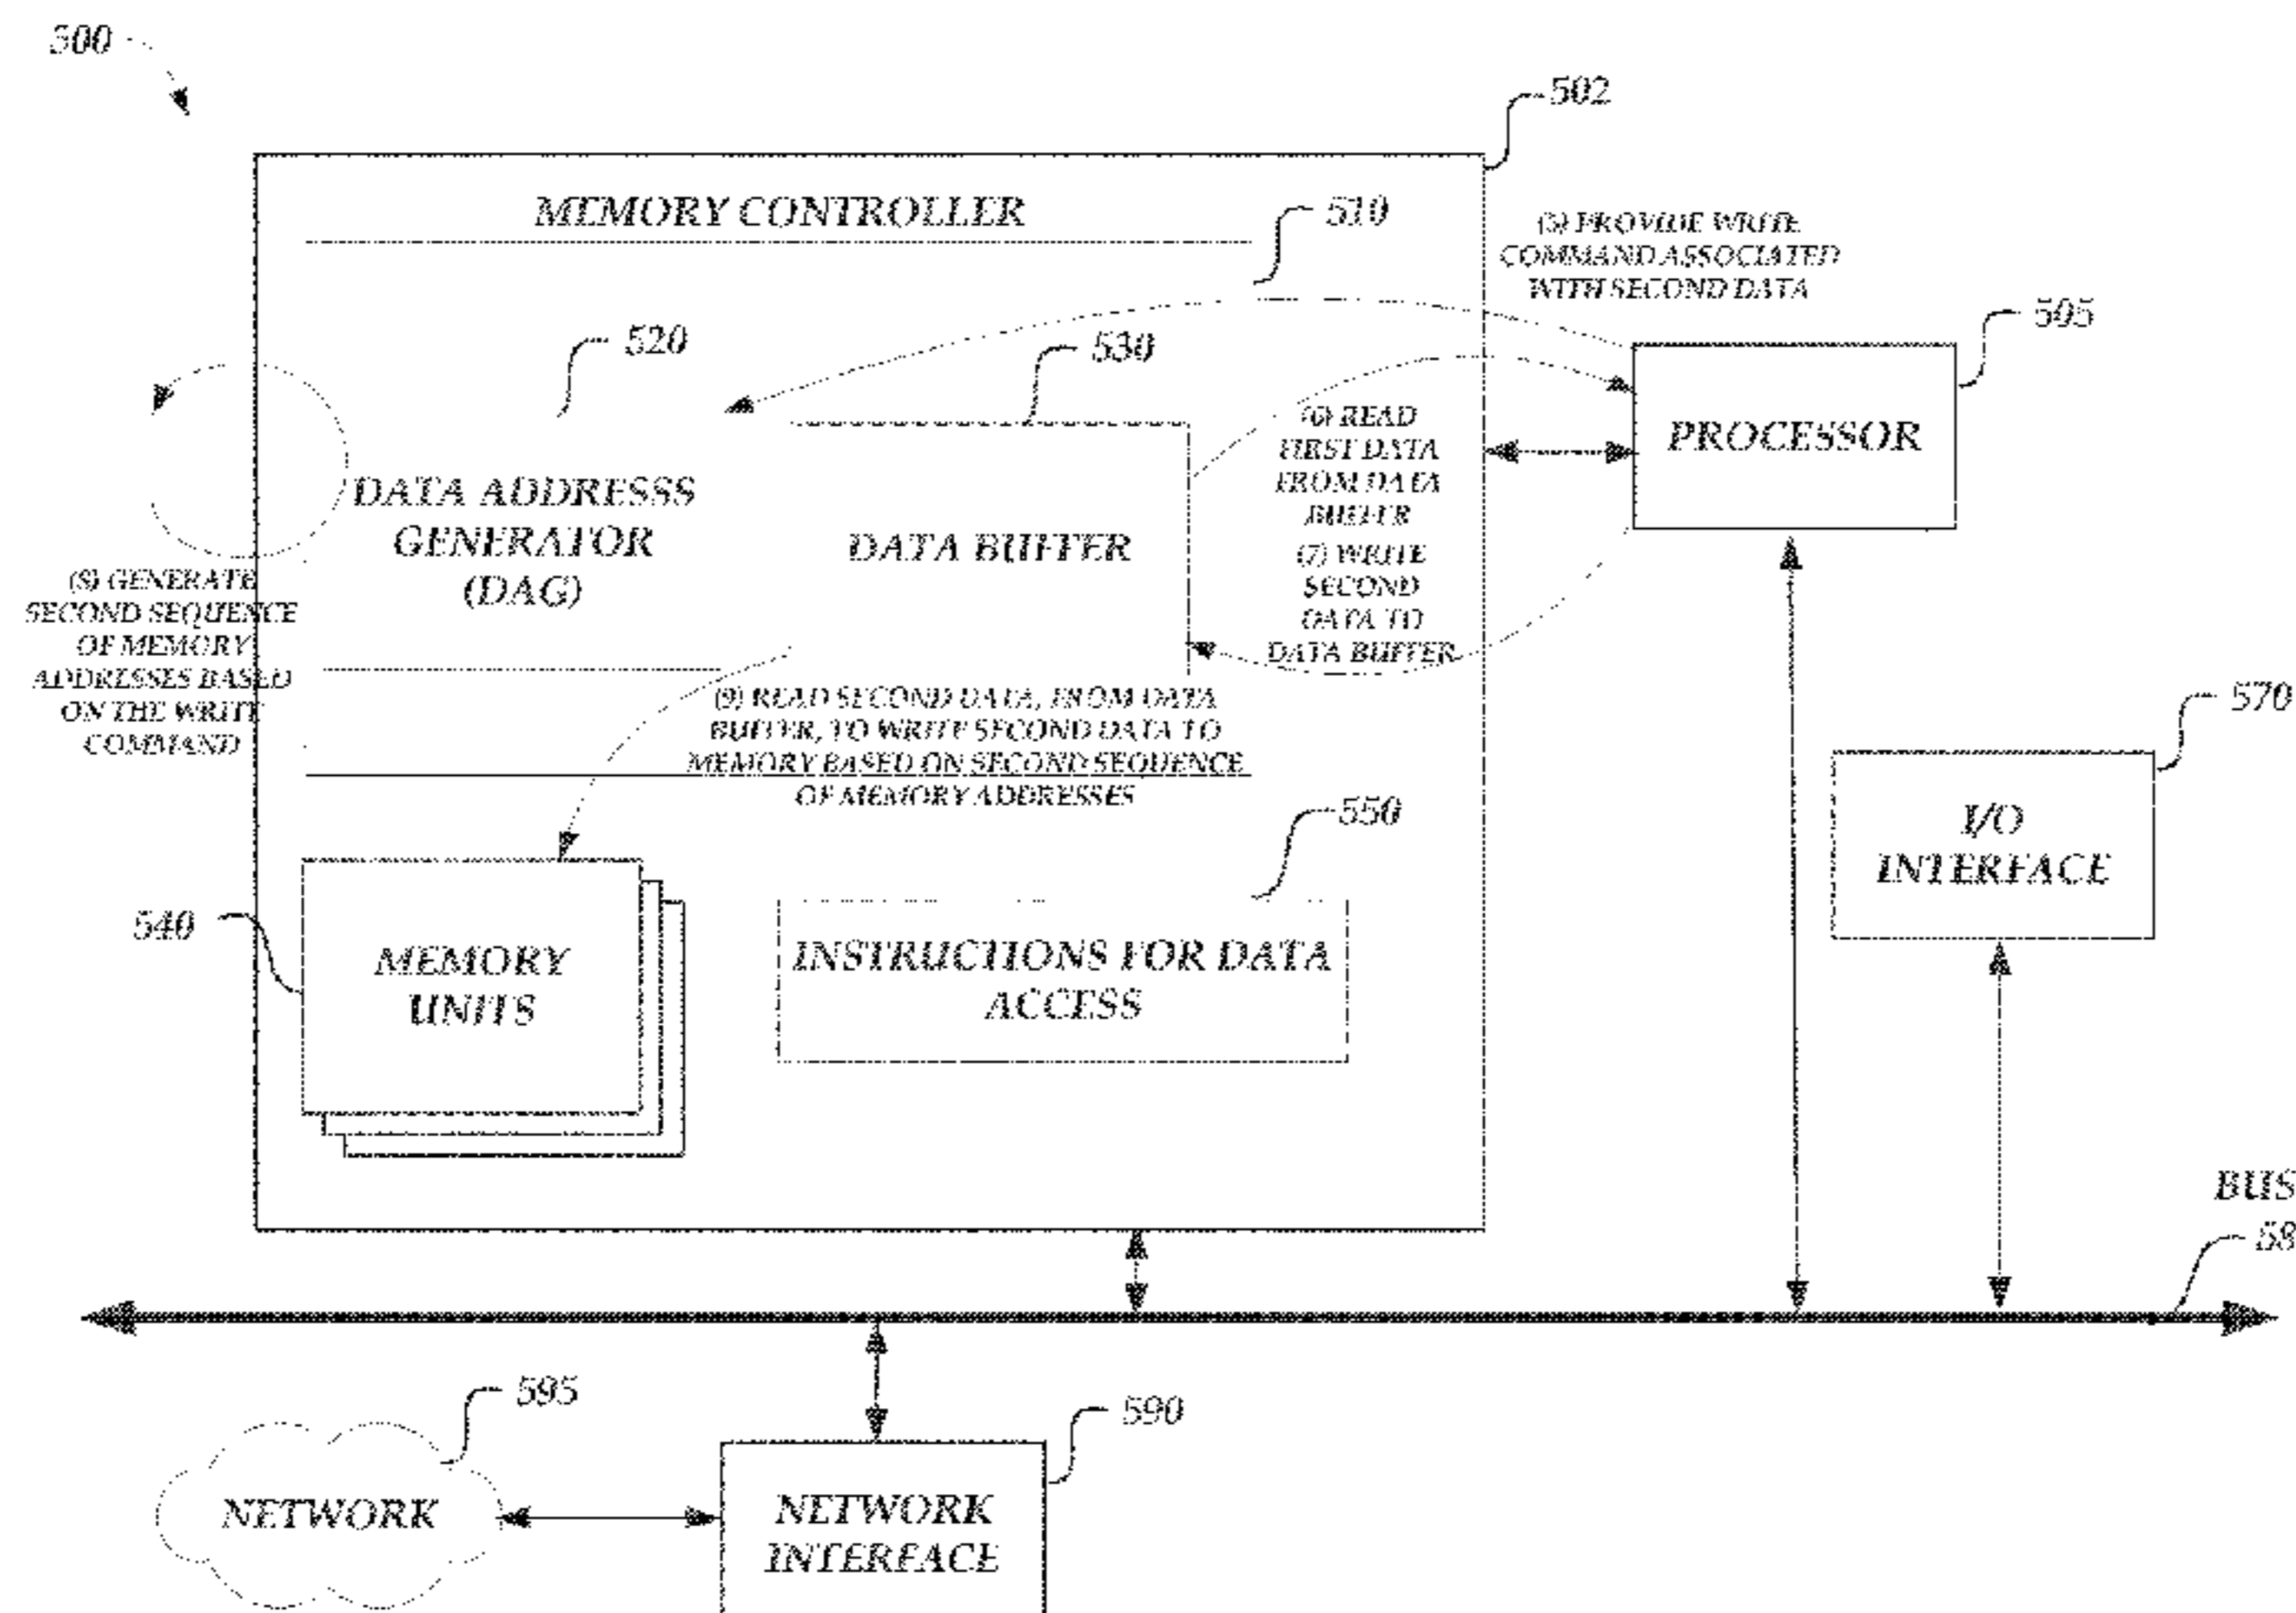 500
502
MEMORY CONTROLLER
510
(5) PROVIDE WRITE
COMMAND ASSOCIATED
WITH SECOND DATA
520
530
505
PROCESSOR
(6) READ
FIRST DATA
FROM DATA
BUFFER
(7) WRITE
SECOND
DATA TO
DATA BUFFER
DATA ADDRESSS
GENERATOR
(DAG)
DATA BUFFER
(8) GENERATE
SECOND SEQUENCE
OF MEMORY
ADDRESSES BASED
ON THE WRITE
COMMAND
(9) READ SECOND DATA, FROM DATA
BUFFER, TO WRITE SECOND DATA TO
MEMORY BASED ON SECOND SEQUENCE
OF MEMORY ADDRESSES
570
I/O
INTERFACE
550
540
MEMORY
UNITS
INSTRUCTIONS FOR DATA
ACCESS
BUS
58
595
590
NETWORK
NETWORK
INTERFACE